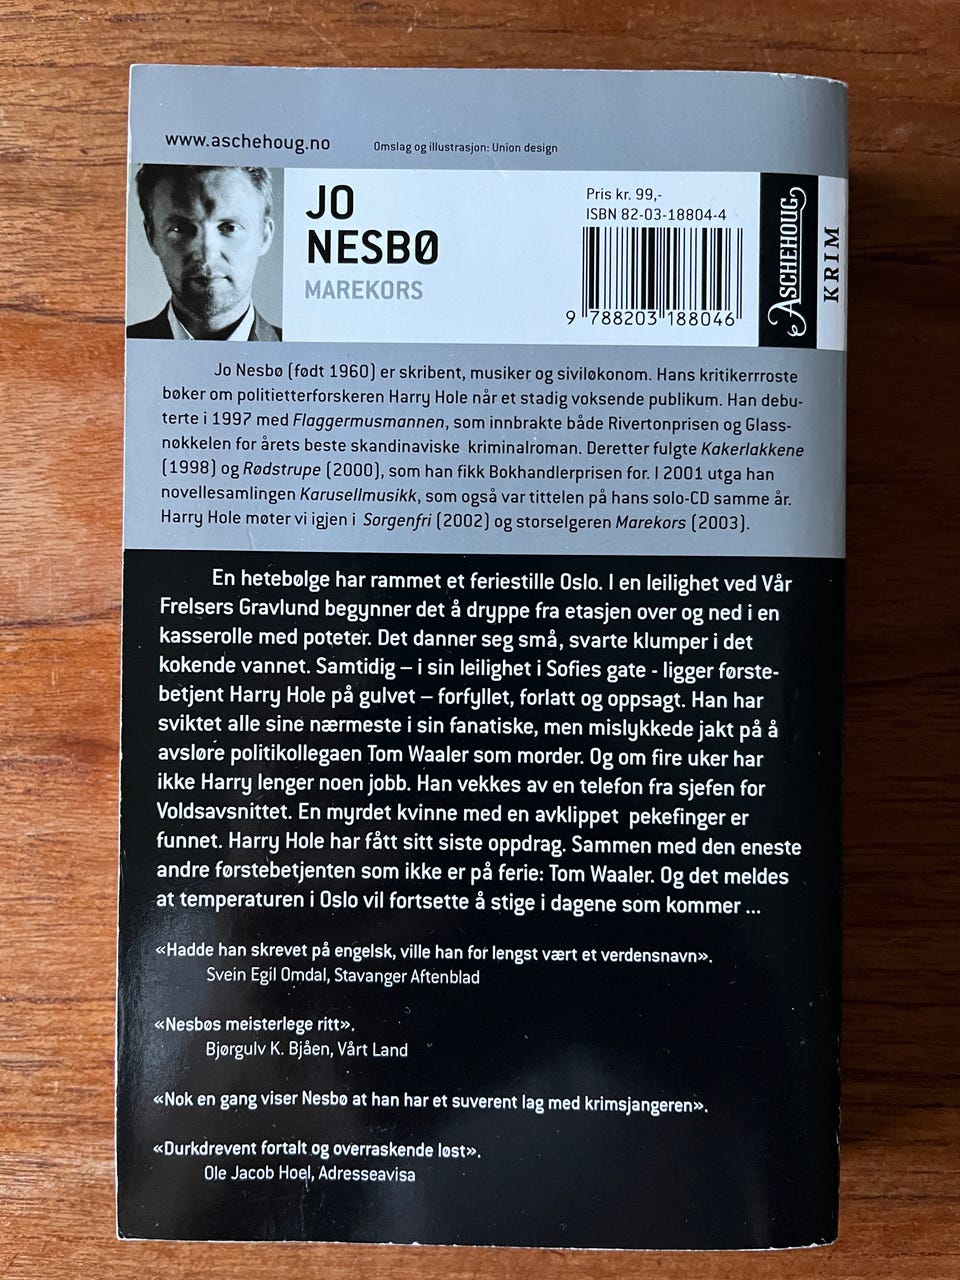 www.aschehoug.no
Omslag og illustrasjon: Union design
JO
NESBØ
MAREKORS
Pris kr. 99,-
ISBN 82-03-18804-4
9 788203 188046
ASCHEHOUG
KRIM
Jo Nesbø (født 1960) er skribent, musiker og siviløkonom. Hans kritikerrroste
bøker om politietterforskeren Harry Hole når et stadig voksende publikum. Han debu-
terte i 1997 med Flaggermusmannen, som innbrakte både Rivertonprisen og Glass-
nøkkelen for årets beste skandinaviske kriminalroman. Deretter fulgte Kakerlakkene
(1998) og Rødstrupe (2000), som han fikk Bokhandlerprisen for. I 2001 utga han
novellesamlingen Karusellmusikk, som også var tittelen på hans solo-CD samme år.
Harry Hole møter vi igjen i Sorgenfri (2002) og storselgeren Marekors (2003).
En hetebølge har rammet et feriestille Oslo. I en leilighet ved Vår
Frelsers Gravlund begynner det å dryppe fra etasjen over og ned i en
kasserolle med poteter. Det danner seg små, svarte klumper i det
kokende vannet. Samtidig – i sin leilighet i Sofies gate - ligger første-
betjent Harry Hole på gulvet – forfyllet, forlatt og oppsagt. Han har
sviktet alle sine nærmeste i sin fanatiske, men mislykkede jakt på å
avsløre politikollegaen Tom Waaler som morder. Og om fire uker har
ikke Harry lenger noen jobb. Han vekkes av en telefon fra sjefen for
Voldsavsnittet. En myrdet kvinne med en avklippet pekefinger er
funnet. Harry Hole har fått sitt siste oppdrag. Sammen med den eneste
andre førstebetjenten som ikke er på ferie: Tom Waaler. Og det meldes
at temperaturen i Oslo vil fortsette å stige i dagene som kommer ...
«Hadde han skrevet på engelsk, ville han for lengst vært et verdensnavn».
Svein Egil Omdal, Stavanger Aftenblad
«Nesbøs meisterlege ritt».
Bjørgulv K. Bjåen, Vårt Land
«Nok en gang viser Nesbø at han har et suverent lag med krimsjangeren».
«Durkdrevent fortalt og overraskende løst».
Ole Jacob Hoel, Adresseavisa